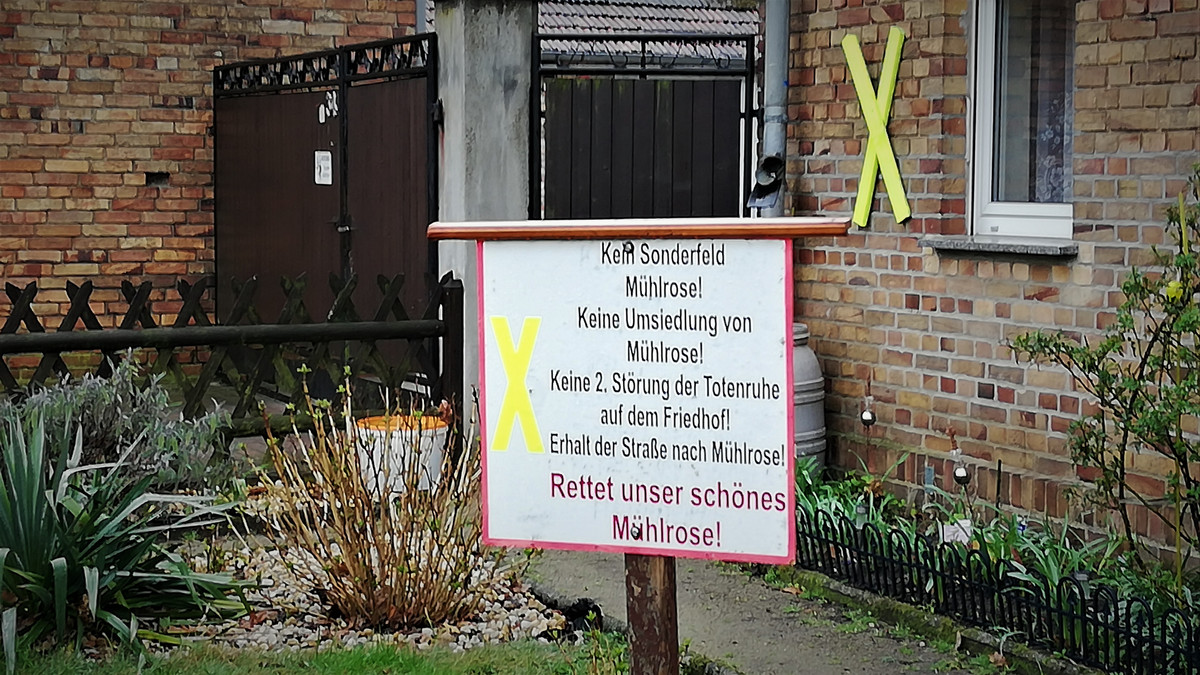 Kein Sonderfeld
Mühlrose!
Keine Umsiedlung von
Mühlrose!
Keine 2. Störung der Totenruhe
auf dem Friedhof!
Erhalt der Straße nach Mühlrose!
Rettet unser schönes
Mühlrose!